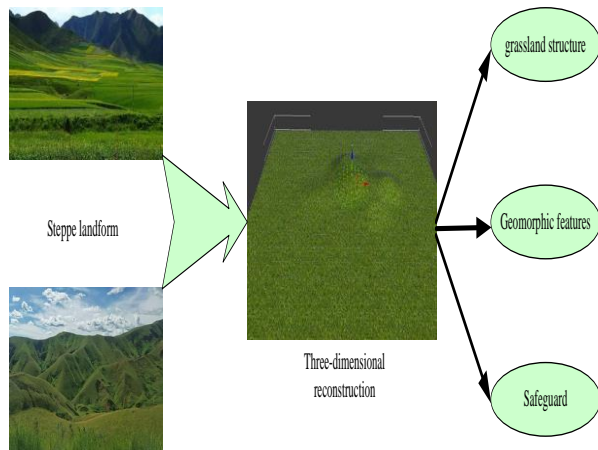 Steppe landform
Three-dimensional
reconstruction
grassland structure
Geomorphic features
Safeguard